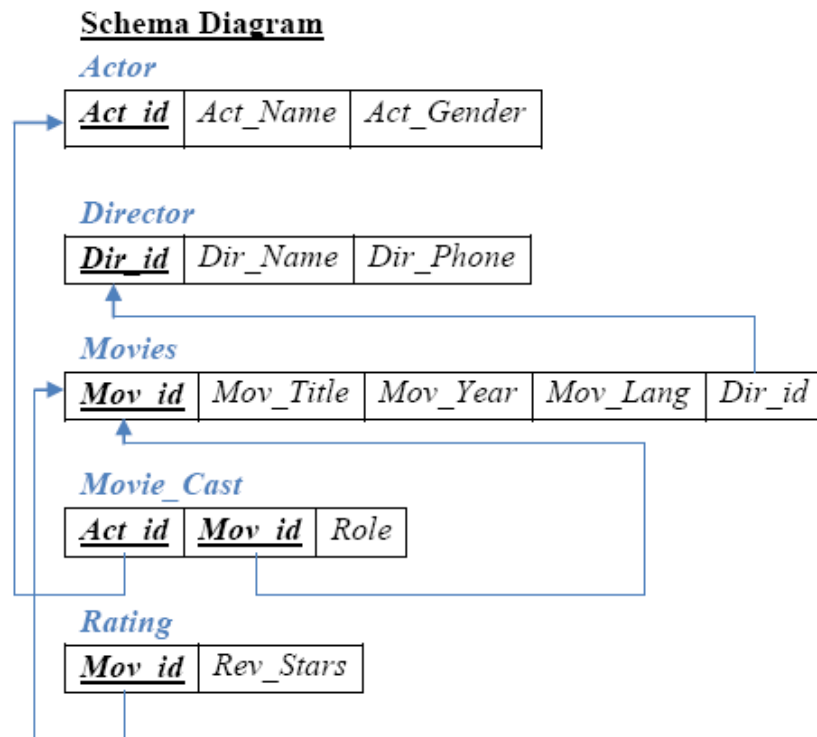 Schema Diagram
Actor
Act_id Act_Name Act_Gender
Director
Dir_id Dir_Name Dir_Phone
Movies
Mov_id Mov_Title Mov_Year Mov_Lang Dir_id
Movie_Cast
Act_id Mov_id Role
Rating
Mov_id Rev_Stars